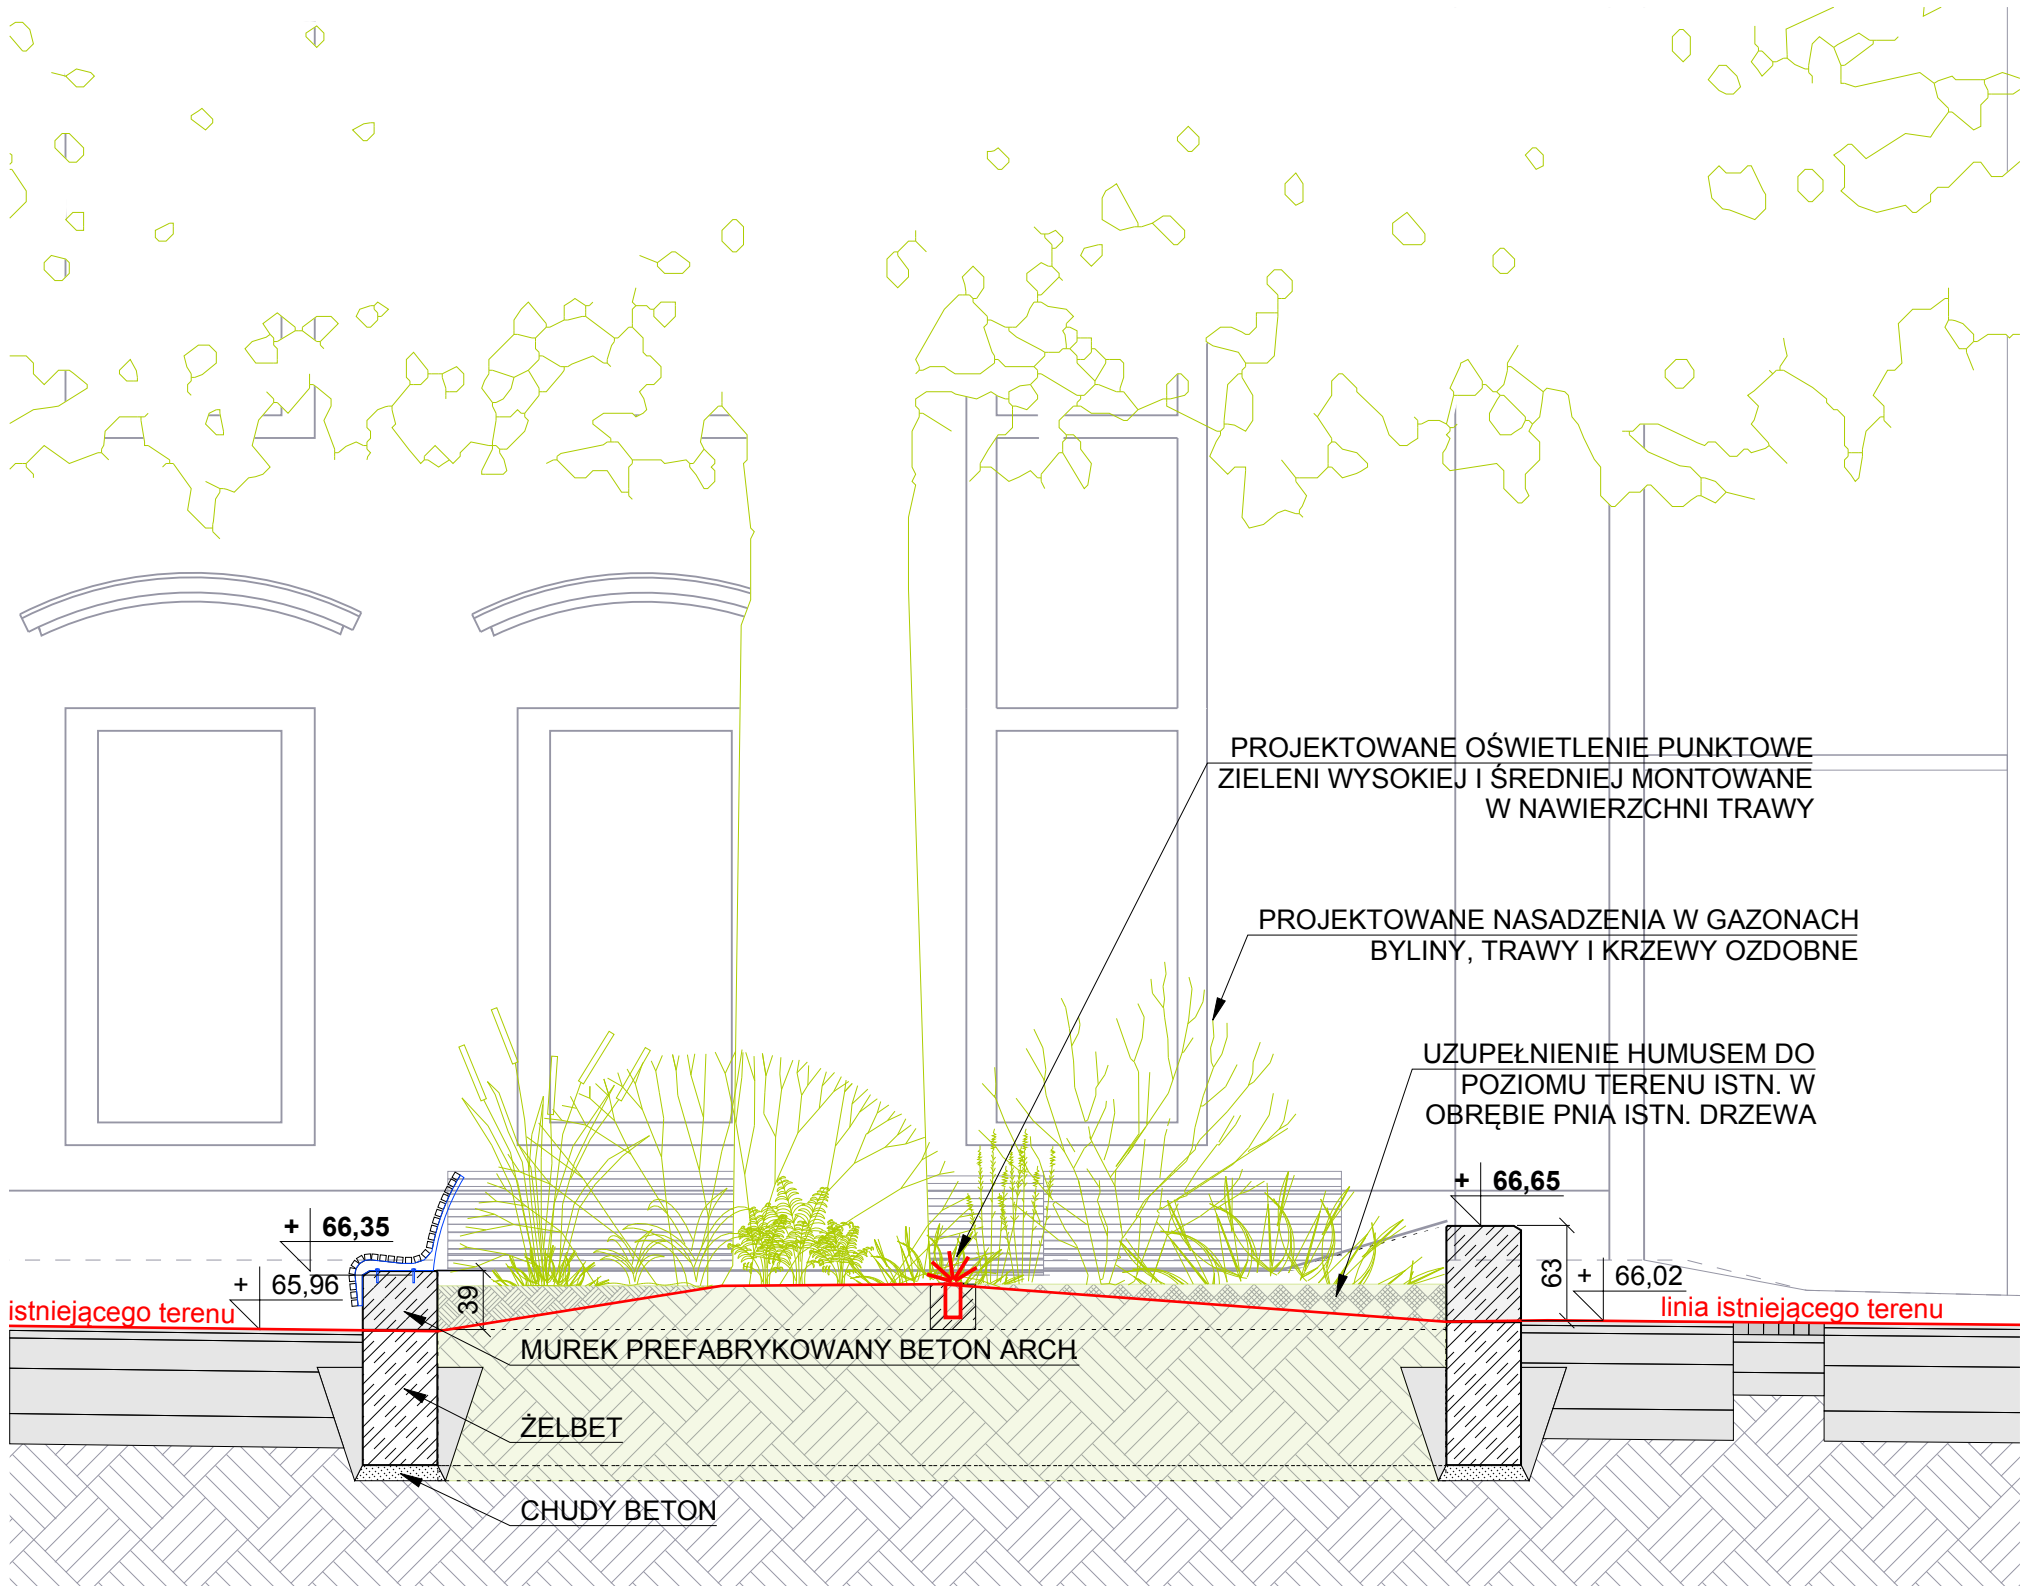 PROJEKTOWANE OŚWIETLENIE PUNKTOWE
ZIELENI WYSOKIEJ I ŚREDNIEJ MONTOWANE
W NAWIERZCHNI TRAWY
PROJEKTOWANE NASADZENIA W GAZONACH
BYLINY, TRAWY I KRZEWY OZDOBNE
UZUPEŁNIENIE HUMUSEM DO
POZIOMU TERENU ISTN. W
OBRĘBIE PNIA ISTN. DRZEWA
+ 66,65
+ 66,35
+ 65,96
39
63
+ 66,02
istniejącego terenu
linia istniejącego terenu
MUREK PREFABRYKOWANY BETON ARCH.
ŻELBET
CHUDY BETON